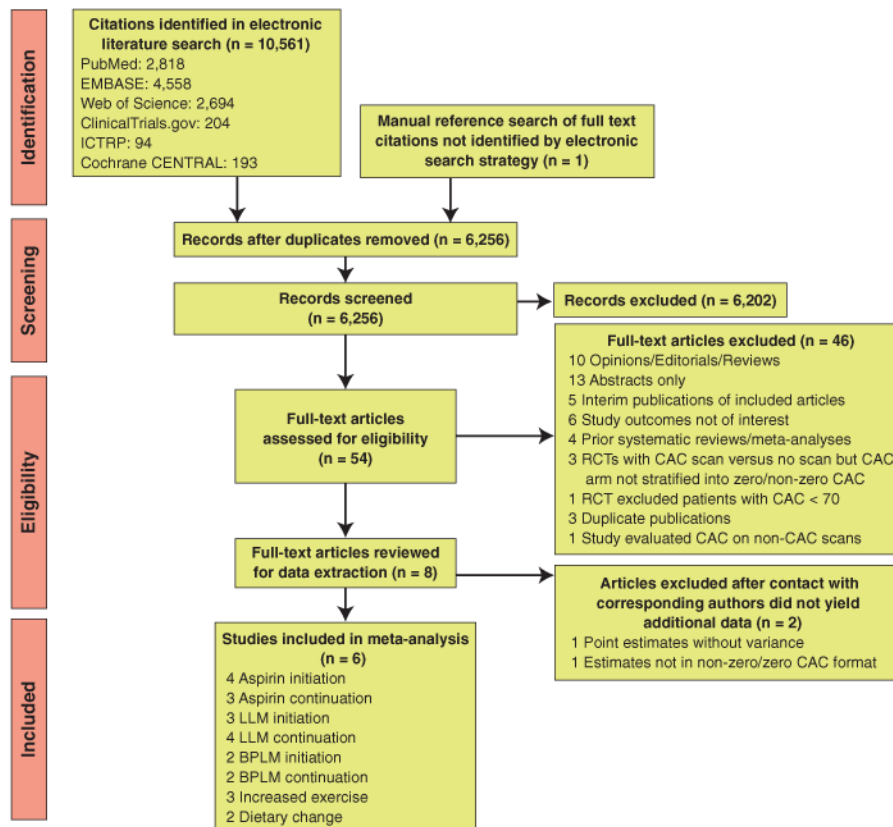 Identification
Citations identified in electronic
literature search (n = 10,561)
PubMed: 2,818
EMBASE: 4,558
Web of Science: 2,694
ClinicalTrials.gov: 204
ICTRP: 94
Cochrane CENTRAL: 193
Manual reference search of full text
citations not identified by electronic
search strategy (n = 1)
Screening
Records after duplicates removed (n = 6,256)
Records screened
(n = 6,256)
Records excluded (n = 6,202)
Eligibility
Full-text articles
assessed for eligibility
(n = 54)
Full-text articles excluded (n = 46)
10 Opinions/Editorials/Reviews
13 Abstracts only
5 Interim publications of included articles
6 Study outcomes not of interest
4 Prior systematic reviews/meta-analyses
3 RCTs with CAC scan versus no scan but CAC
arm not stratified into zero/non-zero CAC
1 RCT excluded patients with CAC < 70
3 Duplicate publications
1 Study evaluated CAC on non-CAC scans
Full-text articles reviewed
for data extraction (n = 8)
Articles excluded after contact with
corresponding authors did not yield
additional data (n = 2)
1 Point estimates without variance
1 Estimates not in non-zero/zero CAC format
Included
Studies included in meta-analysis
(n = 6)
4 Aspirin initiation
3 Aspirin continuation
3 LLM initiation
4 LLM continuation
2 BPLM initiation
2 BPLM continuation
3 Increased exercise
2 Dietary change